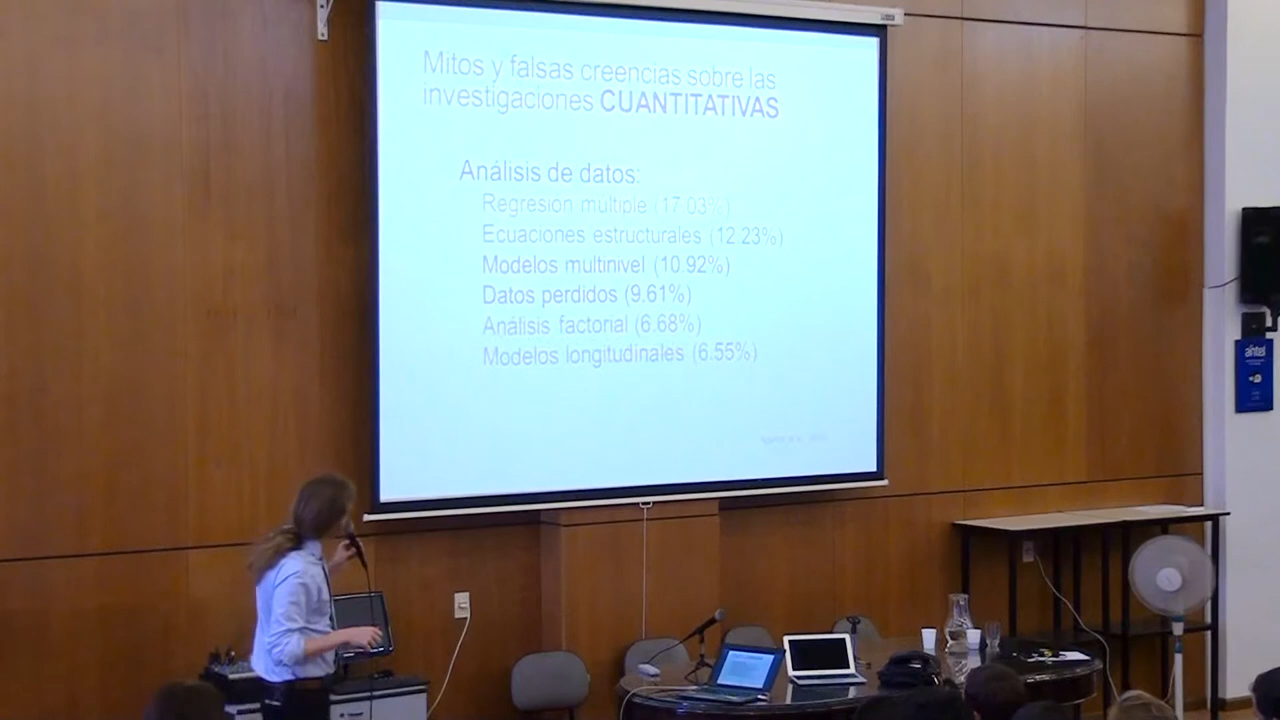 Mitos y falsas creencias sobre las
investigaciones CUANTITATIVAS
Análisis de datos:
Regresión múltiple (17.03%)
Ecuaciones estructurales (12.23%)
Modelos multinivel (10.92%)
Datos perdidos (9.61%)
Análisis factorial (6.68%)
Modelos longitudinales (6.55%)
antel